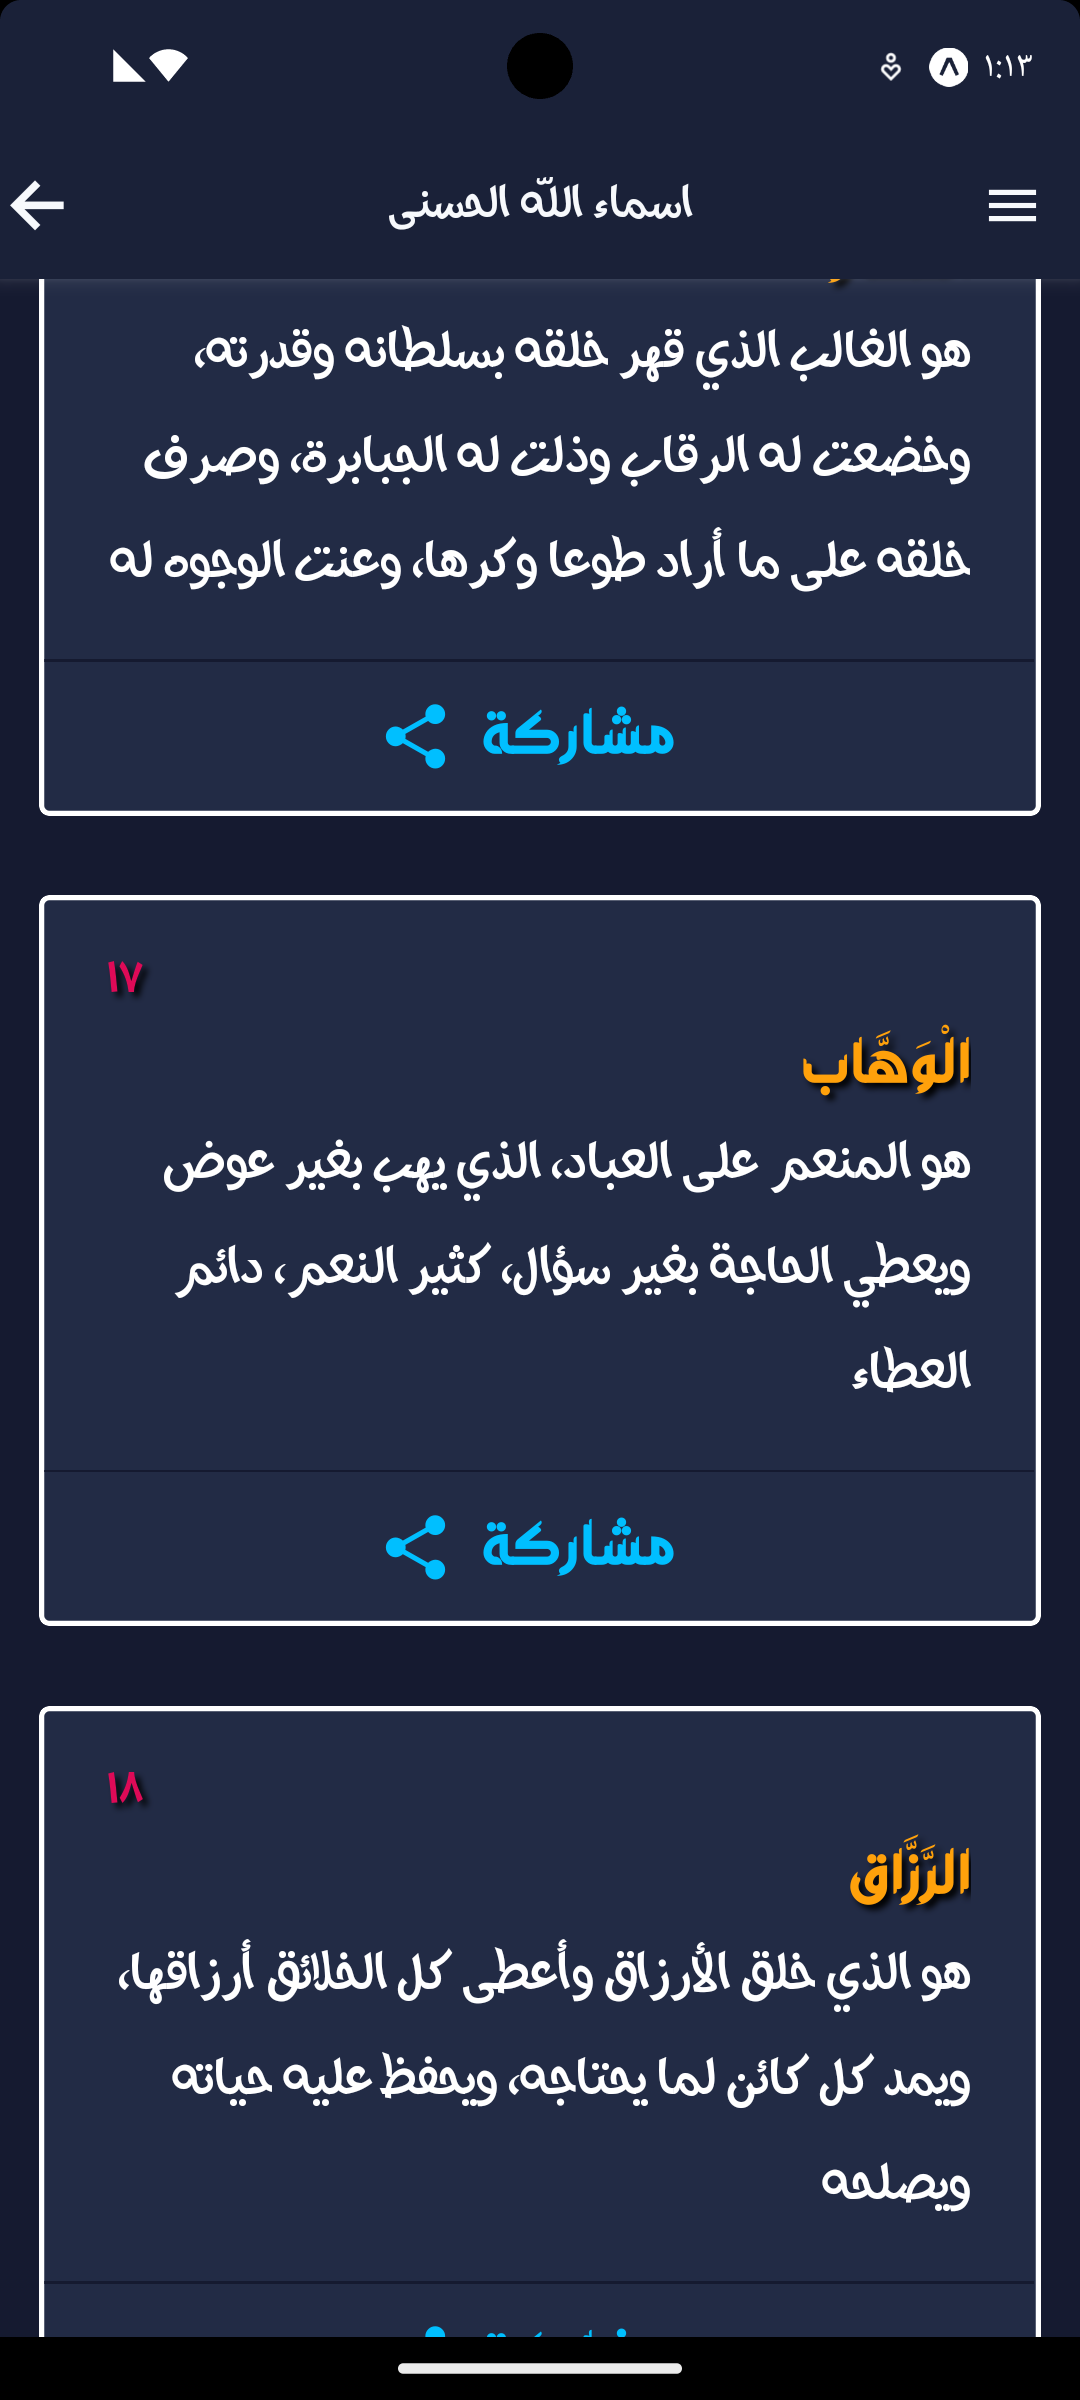 ١:١٣
اسماء الله الحسنى
هو الغالب الذي قهر خلقه بسلطانه وقدرته،
وخضعت له الرقاب وذلت له الجبابرة، وصرف
خلقه على ما أراد طوعا وكرها، وعنت الوجوه له
مشاركة
١٧
الْوَهَّاب
هو المنعم على العباد، الذي يهب بغير عوض
ويعطي الحاجة بغير سؤال، كثير النعم، دائم
العطاء
مشاركة
١٨
الرَّزَّاق
هو الذي خلق الأرزاق وأعطى كل الخلائق أرزاقها،
ويمد كل كائن لما يحتاجه، ويحفظ عليه حياته
ويصلحه